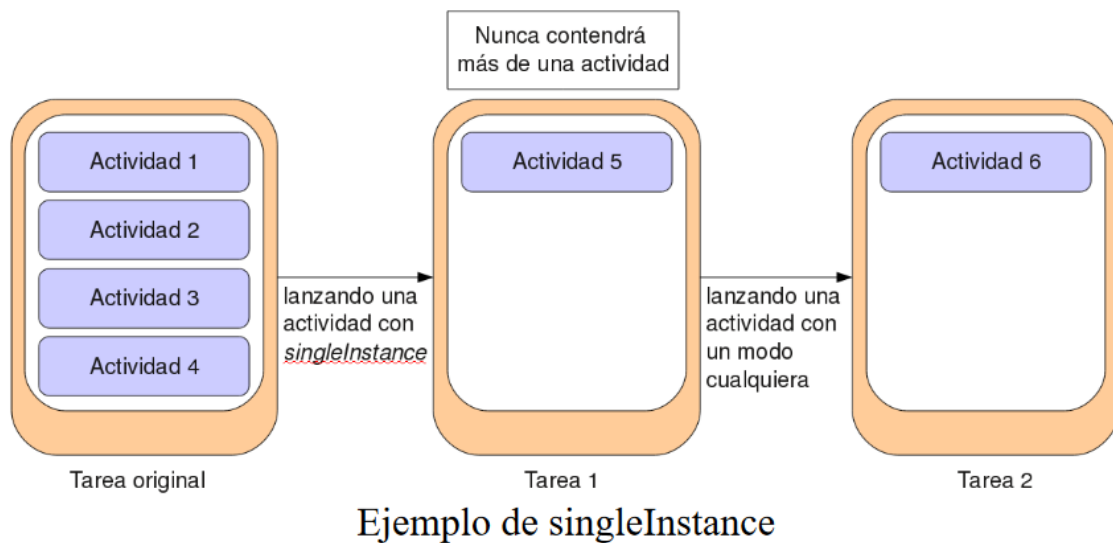 Nunca contendrá
más de una actividad
Actividad 1
Actividad 2
Actividad 3
Actividad 4
lanzando una
actividad con
singleInstance
Actividad 5
lanzando una
actividad con
un modo
cualquiera
Actividad 6
Tarea original
Tarea 1
Tarea 2
Ejemplo de singleInstance